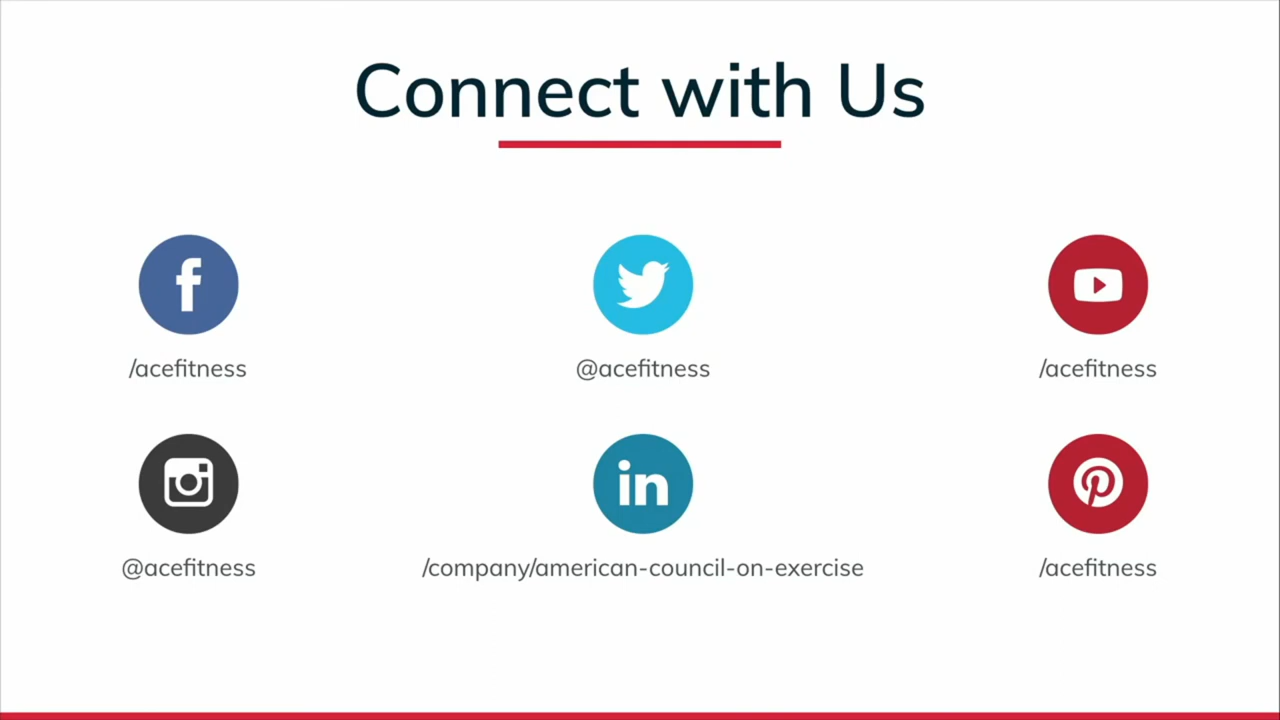 Connect with Us
/acefitness
@acefitness
/acefitness
@acefitness
/company/american-council-on-exercise
/acefitness